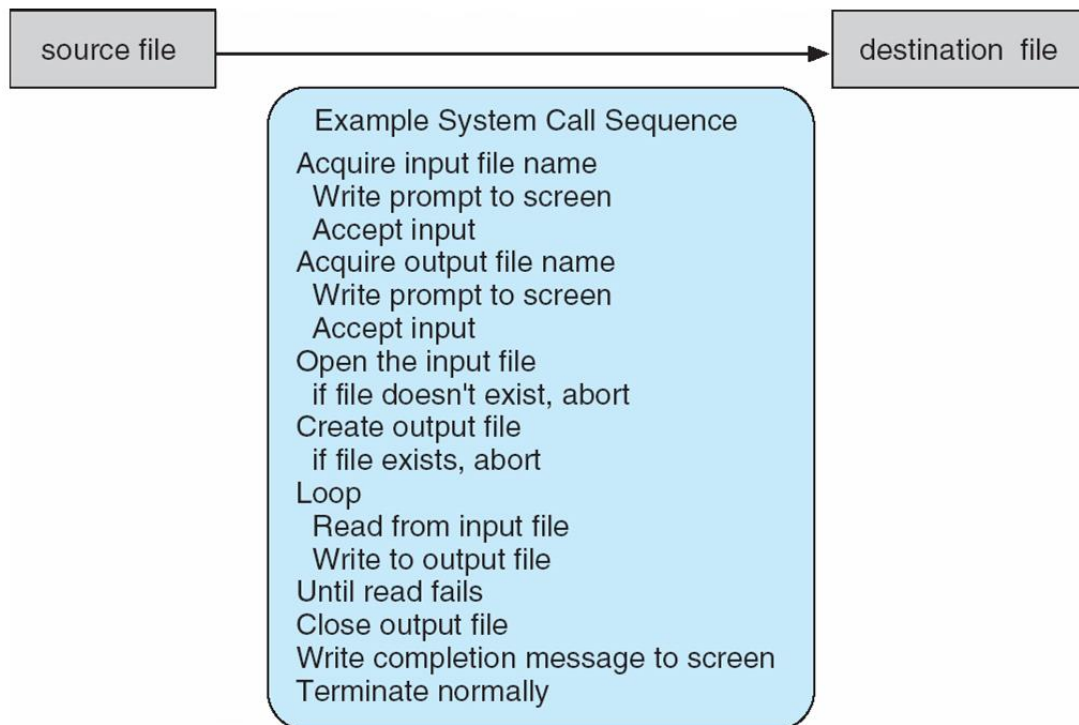 source file
destination file
Example System Call Sequence
Acquire input file name
Write prompt to screen
Accept input
Acquire output file name
Write prompt to screen
Accept input
Open the input file
if file doesn't exist, abort
Create output file
if file exists, abort
Loop
Read from input file
Write to output file
Until read fails
Close output file
Write completion message to screen
Terminate normally